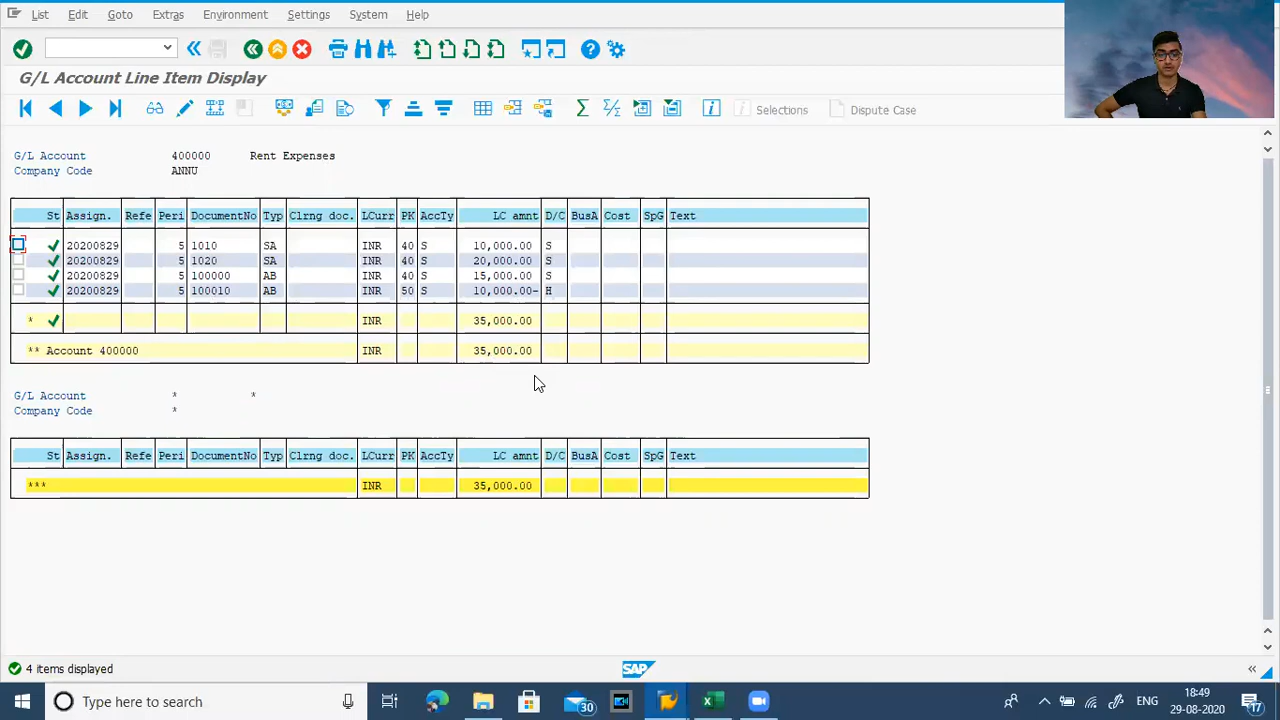 List Edit Goto Extras Environment Settings System Help
G/L Account Line Item Display
Selections Dispute Case
G/L Account 400000 Rent Expenses
Company Code ANNU
St Assign. Refe Peri DocumentNo Typ Clrng doc. LCurr PK AccTy LC amnt D/C BusA Cost SpG Text
20200829 5 1010 SA INR 40 S 10,000.00 S
20200829 5 1020 SA INR 40 S 20,000.00 S
20200829 5 100000 AB INR 40 S 15,000.00 S
20200829 5 100010 AB INR 50 S 10,000.00- H
* INR 35,000.00
** Account 400000 INR 35,000.00
G/L Account * *
Company Code *
St Assign. Refe Peri DocumentNo Typ Clrng doc. LCurr PK AccTy LC amnt D/C BusA Cost SpG Text
*** INR 35,000.00
4 items displayed SAP
Type here to search 30 ENG 18:49
29-08-2020 17